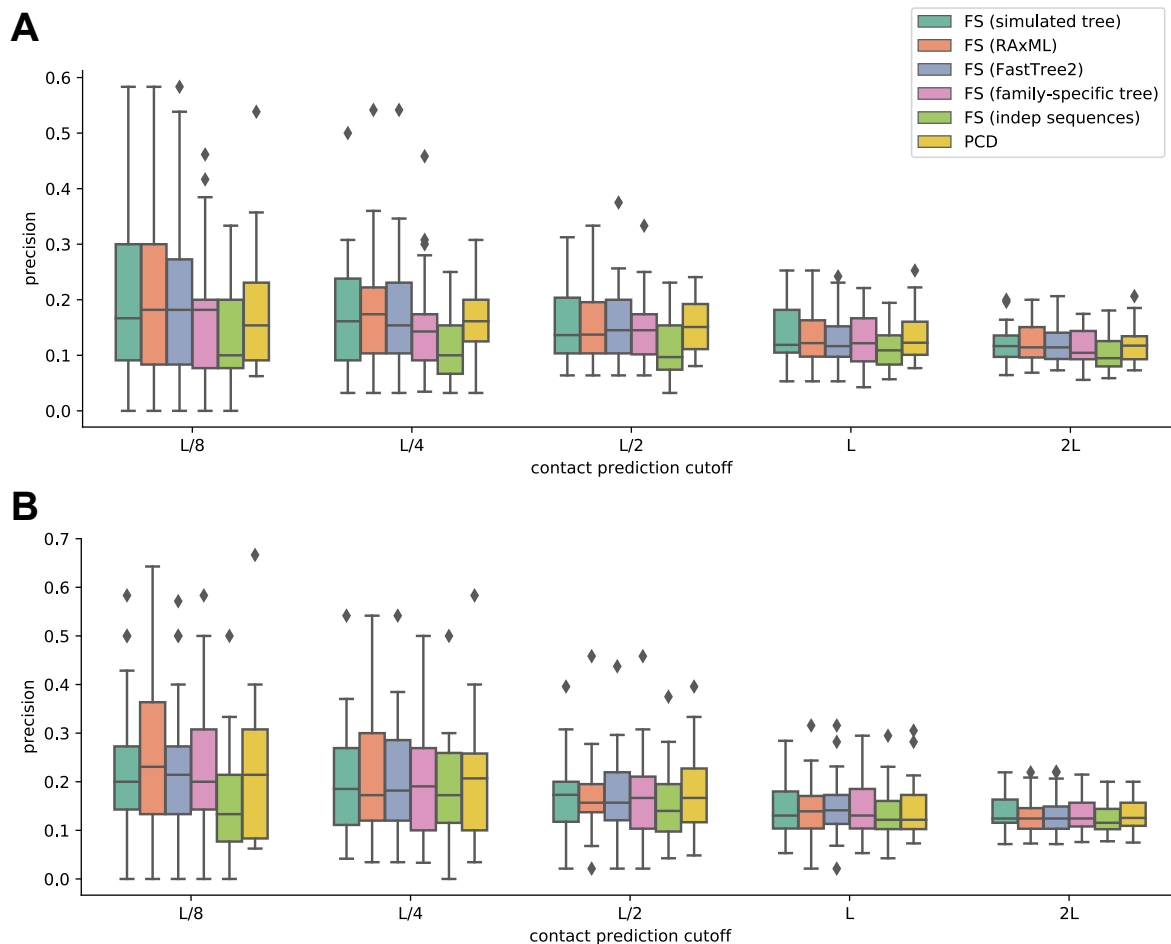 A
FS (simulated tree)
FS (RAxML)
FS (FastTree2)
FS (family-specific tree)
FS (indep sequences)
PCD
0.6
0.5
0.4
0.3
0.2
0.1
0.0
precision
L/8
L/4
L/2
L
2L
contact prediction cutoff
B
0.7
0.6
0.5
0.4
0.3
0.2
0.1
0.0
precision
L/8
L/4
L/2
L
2L
contact prediction cutoff